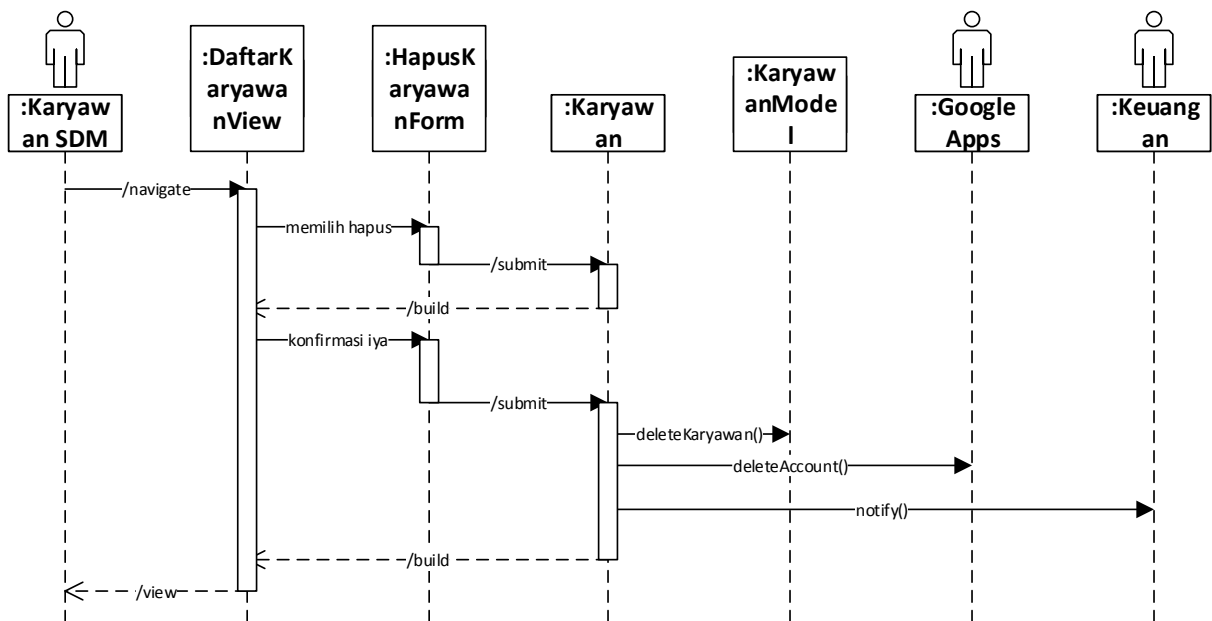 :Karyaw
an SDM
:DaftarK
aryawa
nView
:HapusK
aryawa
nForm
:Karyaw
an
:Karyaw
anMode
l
:Google
Apps
:Keuang
an
/navigate
memilih hapus
/submit
/build
konfirmasi iya
/submit
deleteKaryawan()
deleteAccount()
notify()
/build
/view